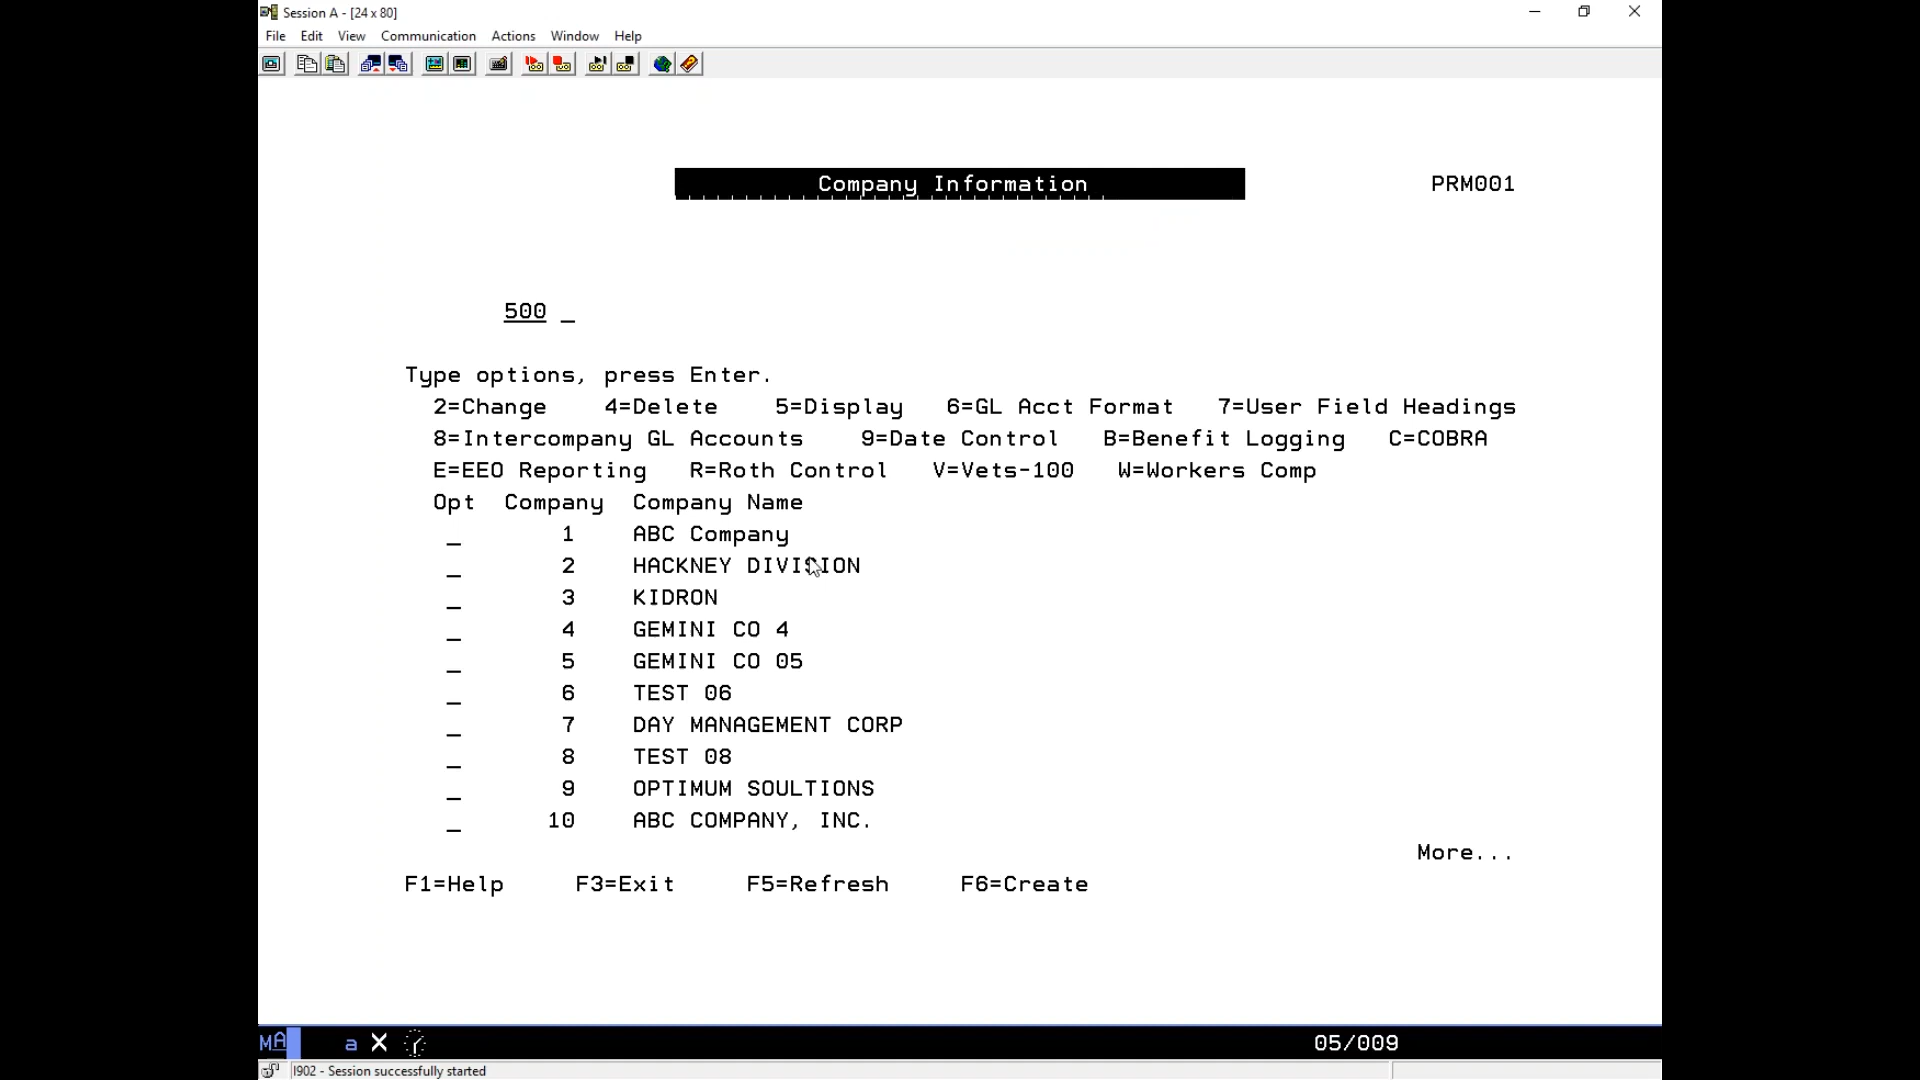 Session A - [24 x 80]
File Edit View Communication Actions Window Help
Company Information PRM001
500 _
Type options, press Enter.
2=Change 4=Delete 5=Display 6=GL Acct Format 7=User Field Headings
8=Intercompany GL Accounts 9=Date Control B=Benefit Logging C=COBRA
E=EEO Reporting R=Roth Control V=Vets-100 W=Workers Comp
Opt Company Company Name
_ 1 ABC Company
_ 2 HACKNEY DIVISION
_ 3 KIDRON
_ 4 GEMINI CO 4
_ 5 GEMINI CO 05
_ 6 TEST 06
_ 7 DAY MANAGEMENT CORP
_ 8 TEST 08
_ 9 OPTIMUM SOULTIONS
_ 10 ABC COMPANY, INC.
More...
F1=Help F3=Exit F5=Refresh F6=Create
MA a X 05/009
I902 - Session successfully started